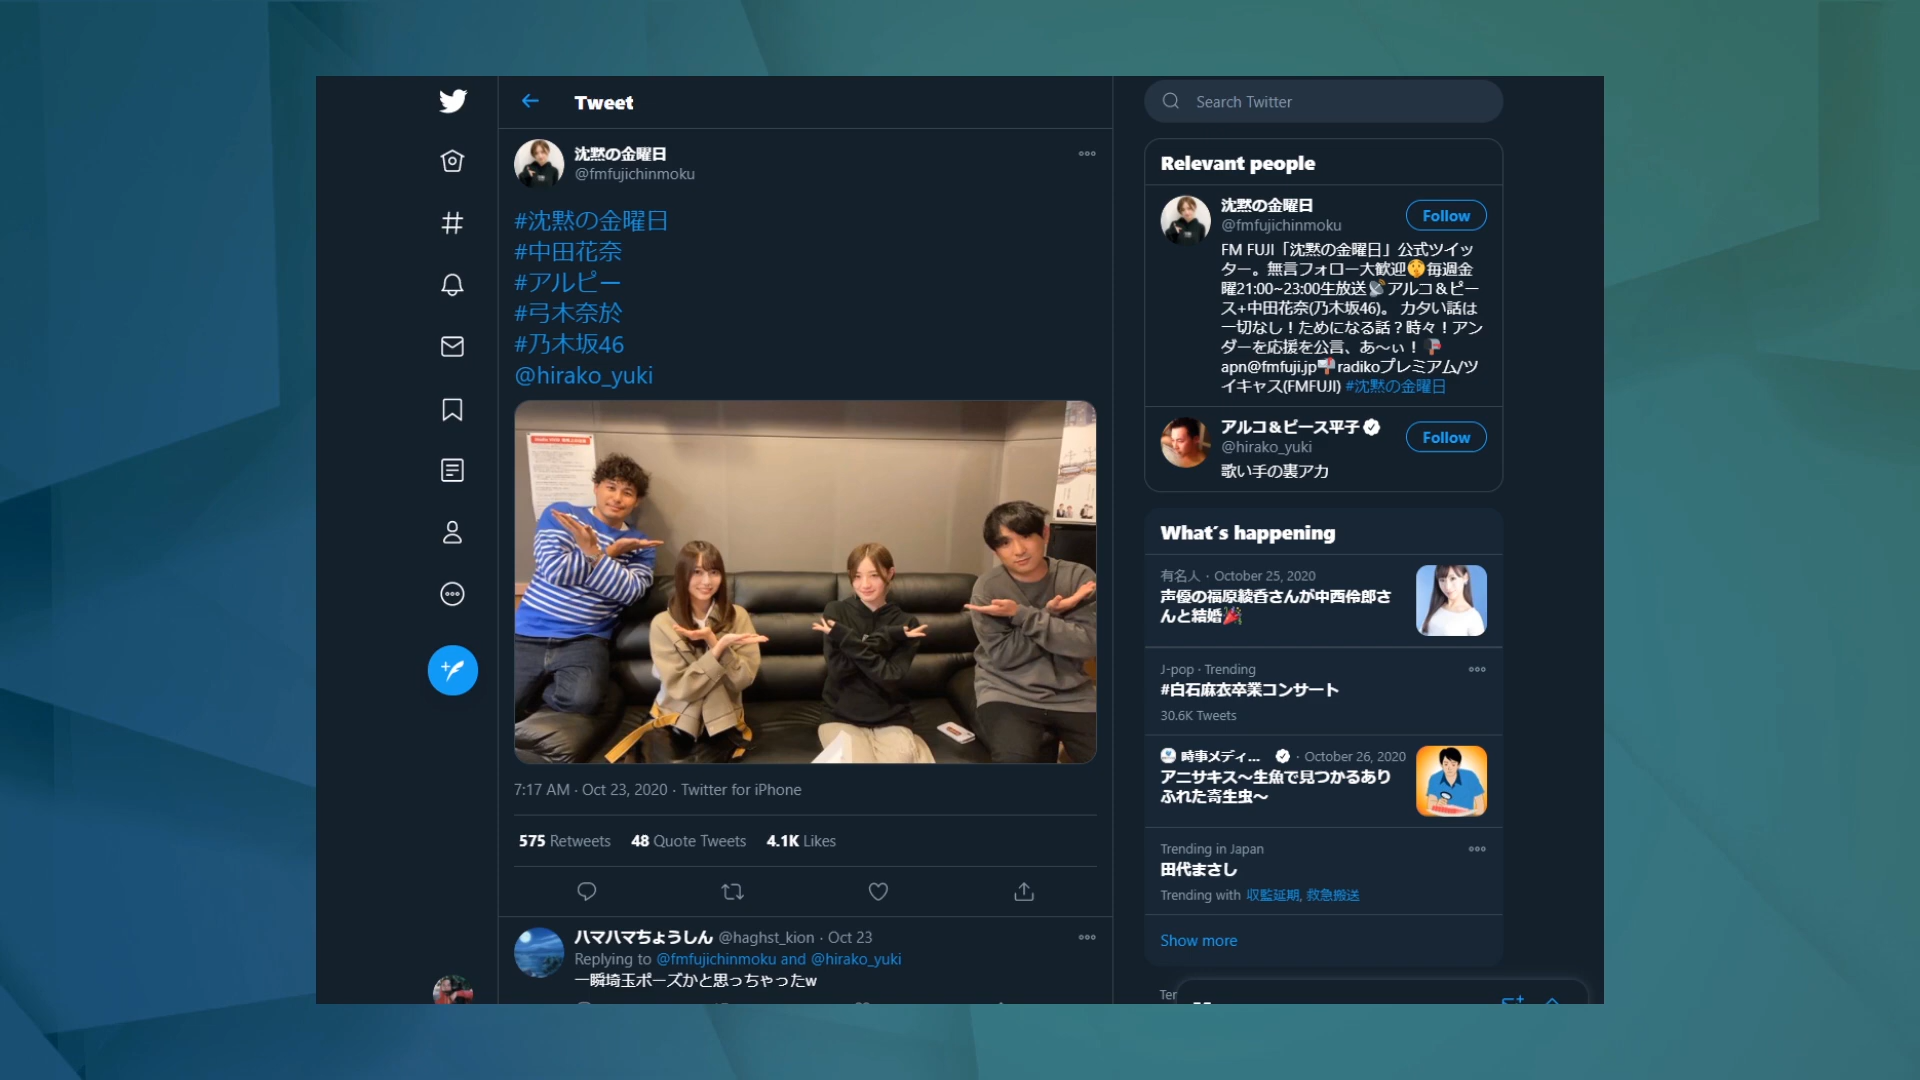 Tweet
沈黙の金曜日
@fmfujichinmoku
#沈黙の金曜日
#中田花奈
#アルピー
#弓木奈於
#乃木坂46
@hirako_yuki
7:17 AM · Oct 23, 2020 · Twitter for iPhone
575 Retweets 48 Quote Tweets 4.1K Likes
ハマハマちょうしん @haghst_kion · Oct 23
Replying to @fmfujichinmoku and @hirako_yuki
一瞬埼玉ポーズかと思っちゃったw
Search Twitter
Relevant people
沈黙の金曜日
@fmfujichinmoku
Follow
FM FUJI「沈黙の金曜日」公式ツイッ
ター。無言フォロー大歓迎🤫毎週金
曜21:00~23:00生放送📡アルコ＆ピー
ス+中田花奈(乃木坂46)。 カタい話は
一切なし！ためになる話？時々！アン
ダーを応援を公言、あ〜ぃ！📭
apn@fmfuji.jp📬radikoプレミアム/ツ
イキャス(FMFUJI) #沈黙の金曜日
アルコ＆ピース平子
@hirako_yuki
Follow
歌い手の裏アカ
What's happening
有名人 · October 25, 2020
声優の福原綾香さんが中西伶郎さ
んと結婚🎉
J-pop · Trending
#白石麻衣卒業コンサート
30.6K Tweets
時事メディ... · October 26, 2020
アニサキス〜生魚で見つかるあり
ふれた寄生虫〜
Trending in Japan
田代まさし
Trending with 収監延期, 救急搬送
Show more